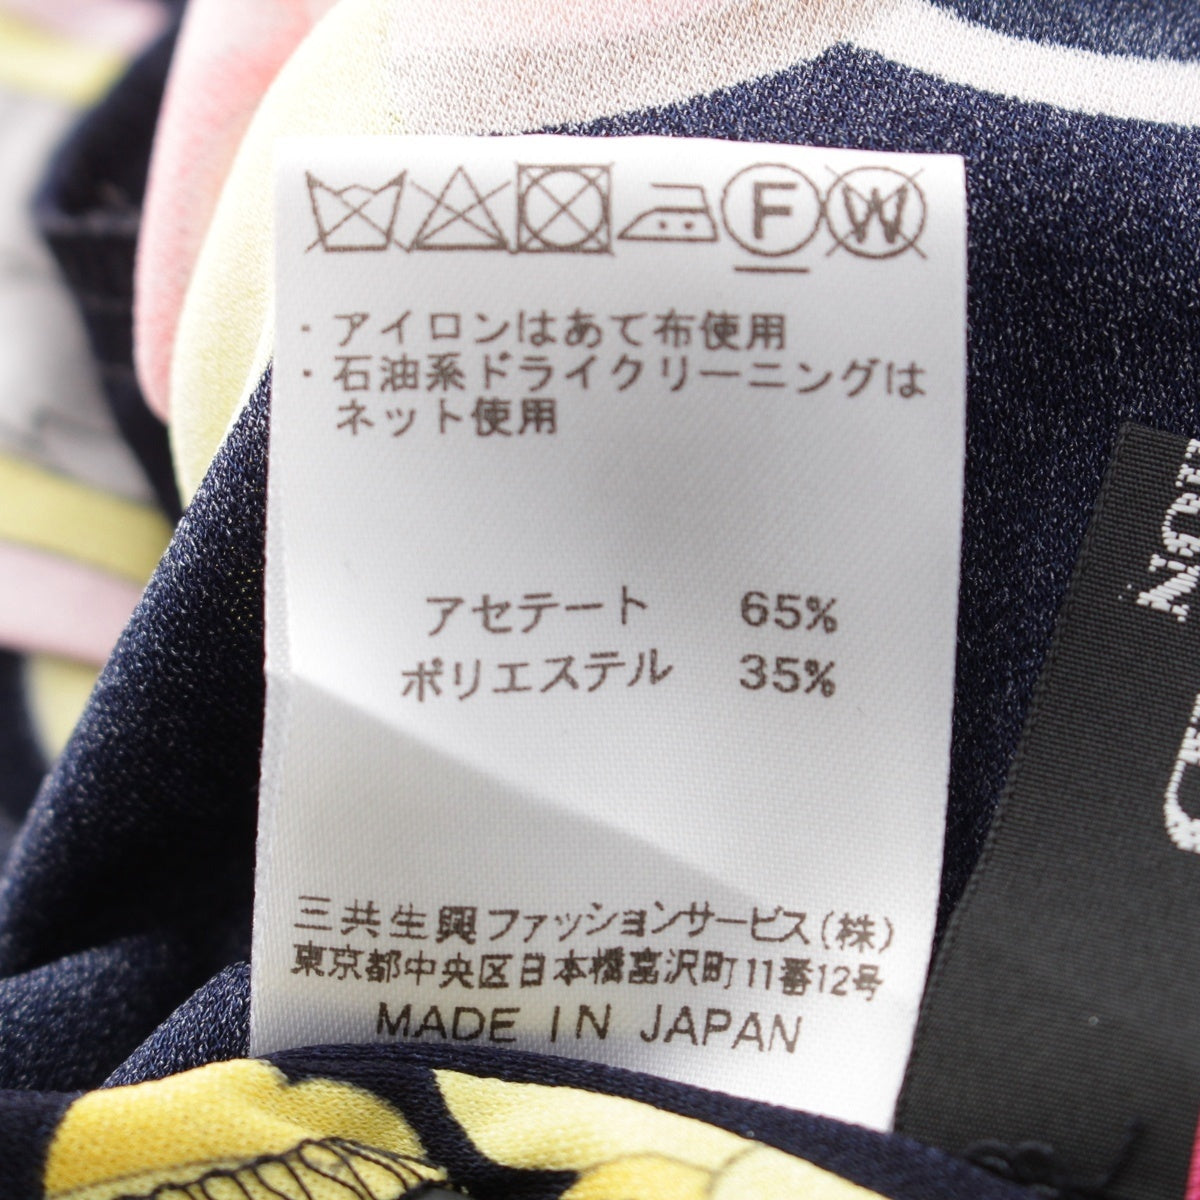 F W
・アイロンはあて布使用
・石油系ドライクリーニングは
ネット使用
アセテート 65%
ポリエステル 35%
三共生興ファッションサービス(株)
東京都中央区日本橋富沢町11番12号
MADE IN JAPAN